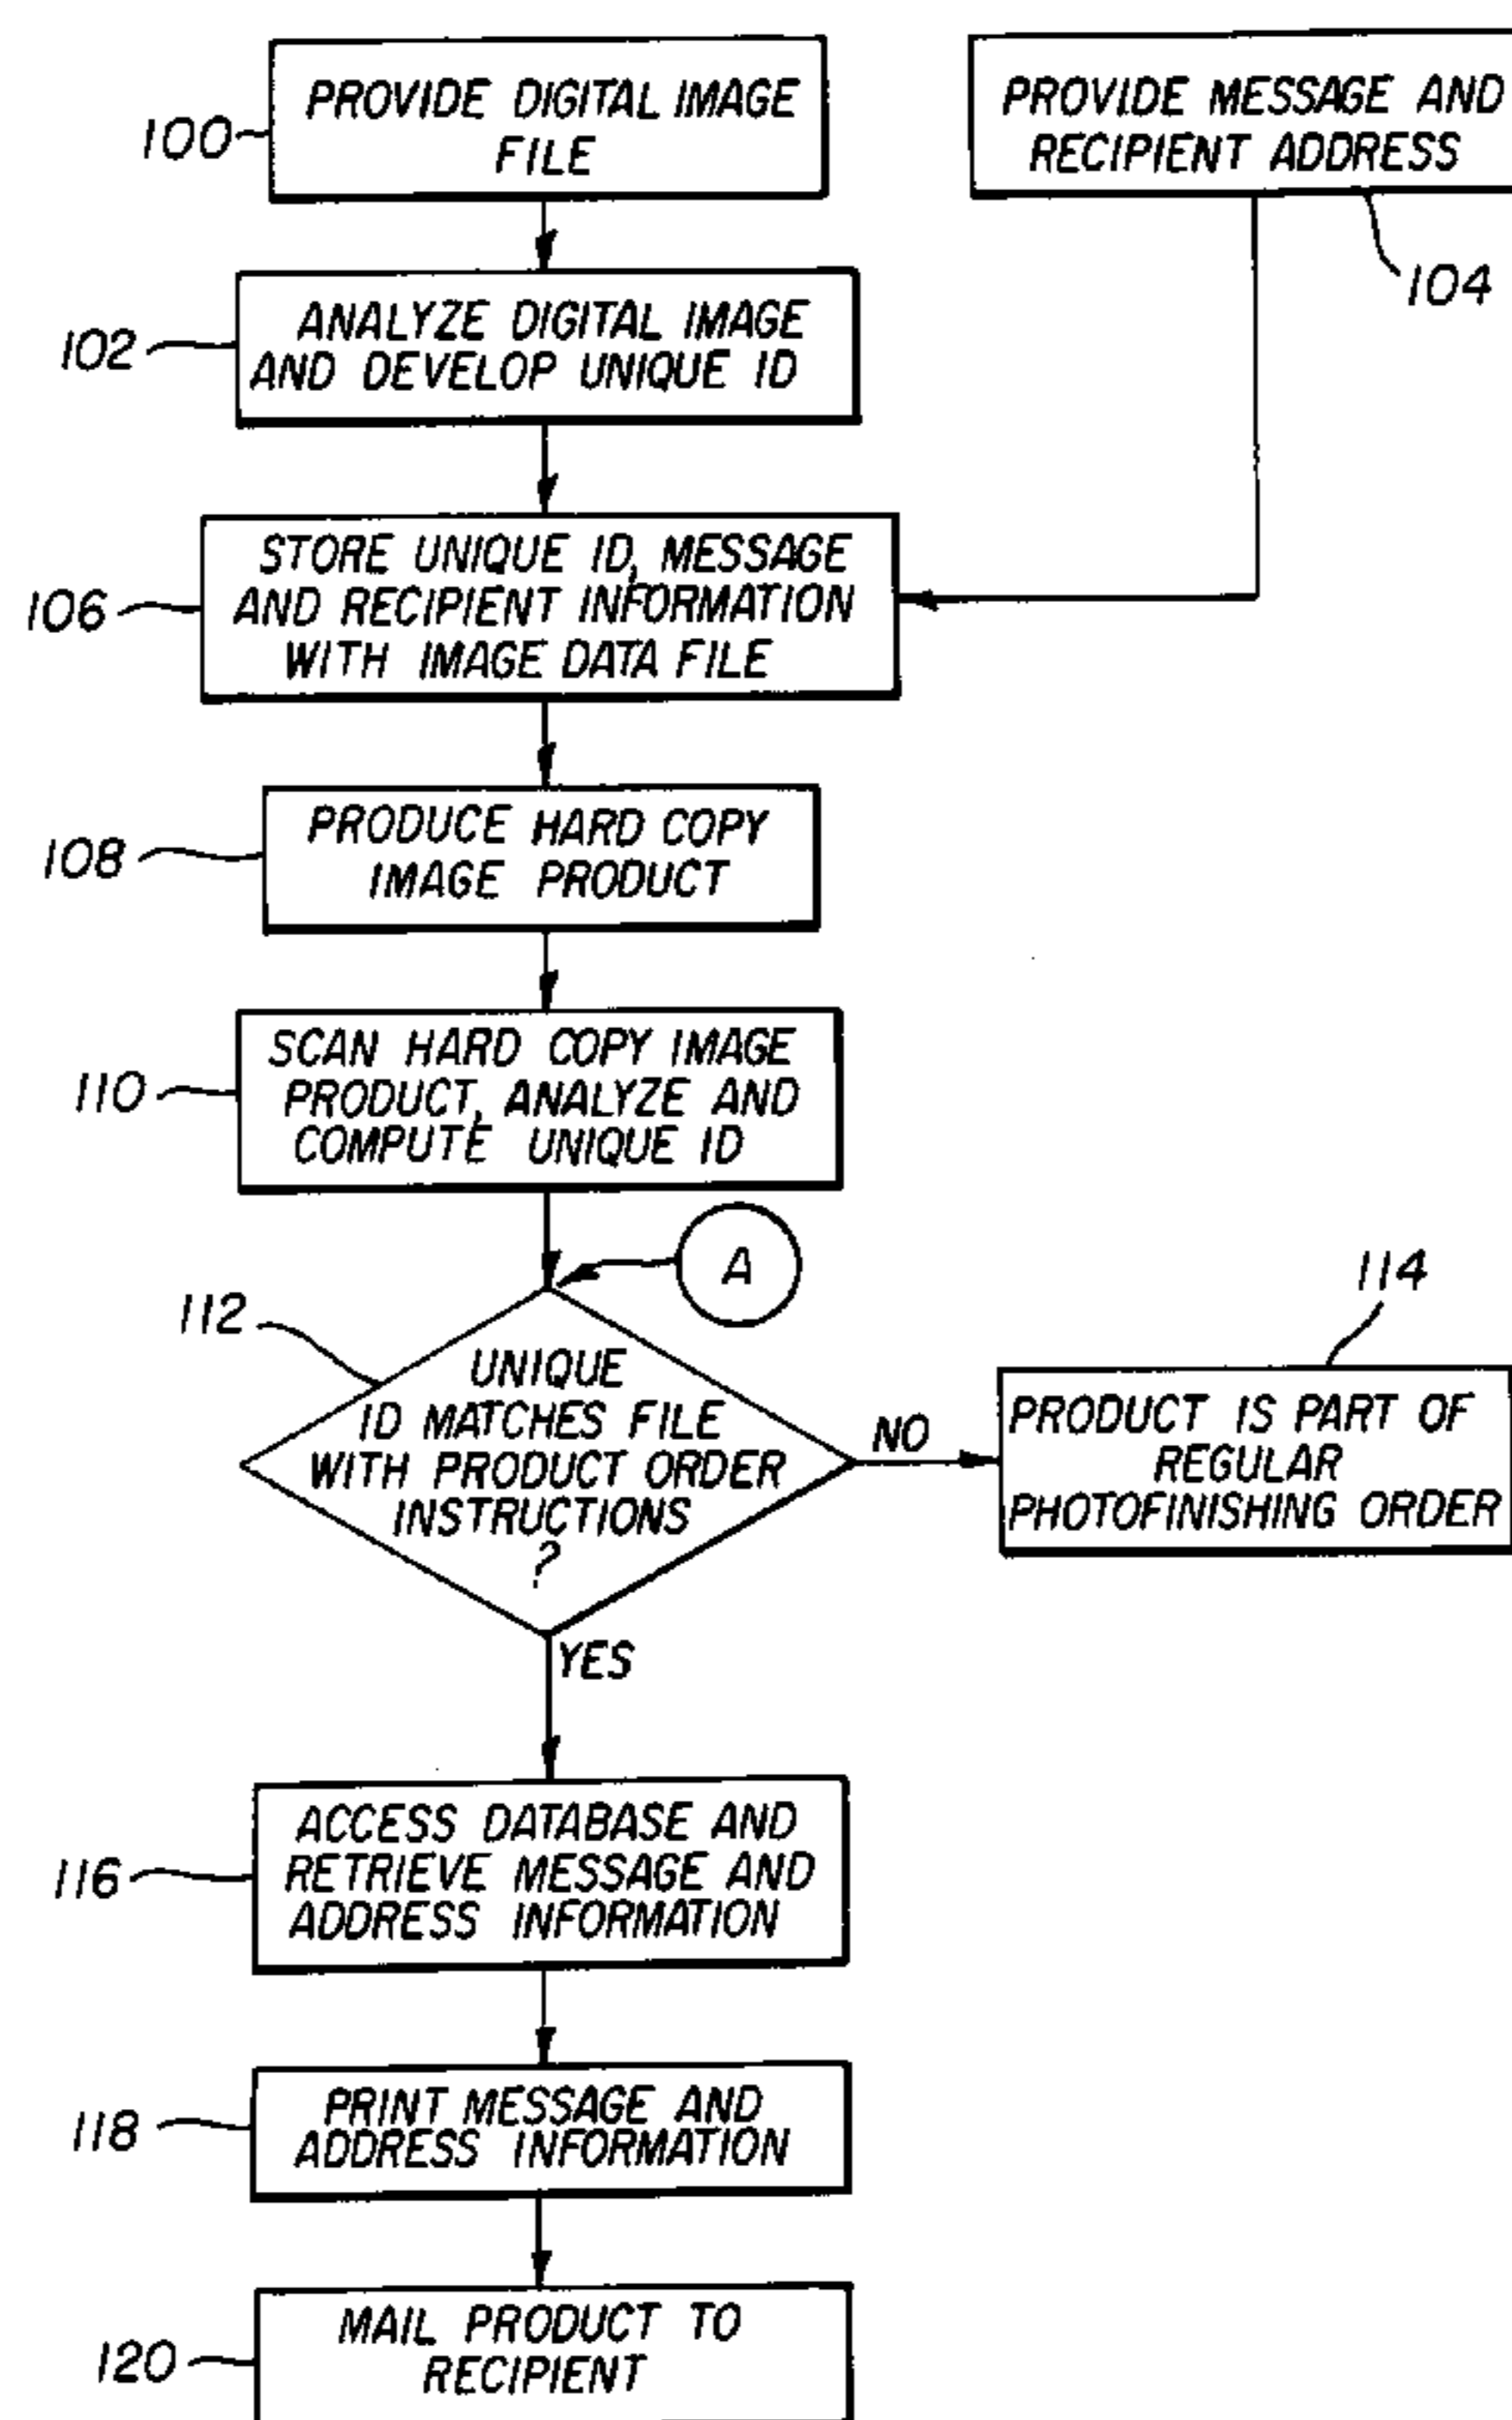 PROVIDE DIGITAL IMAGE
FILE
100
PROVIDE MESSAGE AND
RECIPIENT ADDRESS
104
ANALYZE DIGITAL IMAGE
AND DEVELOP UNIQUE ID
102
STORE UNIQUE ID, MESSAGE
AND RECIPIENT INFORMATION
WITH IMAGE DATA FILE
106
PRODUCE HARD COPY
IMAGE PRODUCT
108
SCAN HARD COPY IMAGE
PRODUCT, ANALYZE AND
COMPUTE UNIQUE ID
110
A
112
UNIQUE
ID MATCHES FILE
WITH PRODUCT ORDER
INSTRUCTIONS
?
NO
114
PRODUCT IS PART OF
REGULAR
PHOTOFINISHING ORDER
YES
ACCESS DATABASE AND
RETRIEVE MESSAGE AND
ADDRESS INFORMATION
116
PRINT MESSAGE AND
ADDRESS INFORMATION
118
MAIL PRODUCT TO
RECIPIENT
120